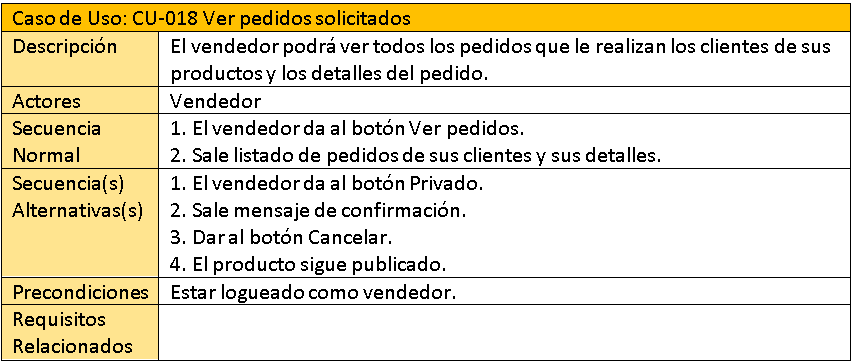 Caso de Uso: CU-018 Ver pedidos solicitados
Descripción El vendedor podrá ver todos los pedidos que le realizan los clientes de sus
productos y los detalles del pedido.
Actores Vendedor
Secuencia 1. El vendedor da al botón Ver pedidos.
Normal 2. Sale listado de pedidos de sus clientes y sus detalles.
Secuencia(s) 1. El vendedor da al botón Privado.
Alternativas(s) 2. Sale mensaje de confirmación.
3. Dar al botón Cancelar.
4. El producto sigue publicado.
Precondiciones Estar logueado como vendedor.
Requisitos
Relacionados